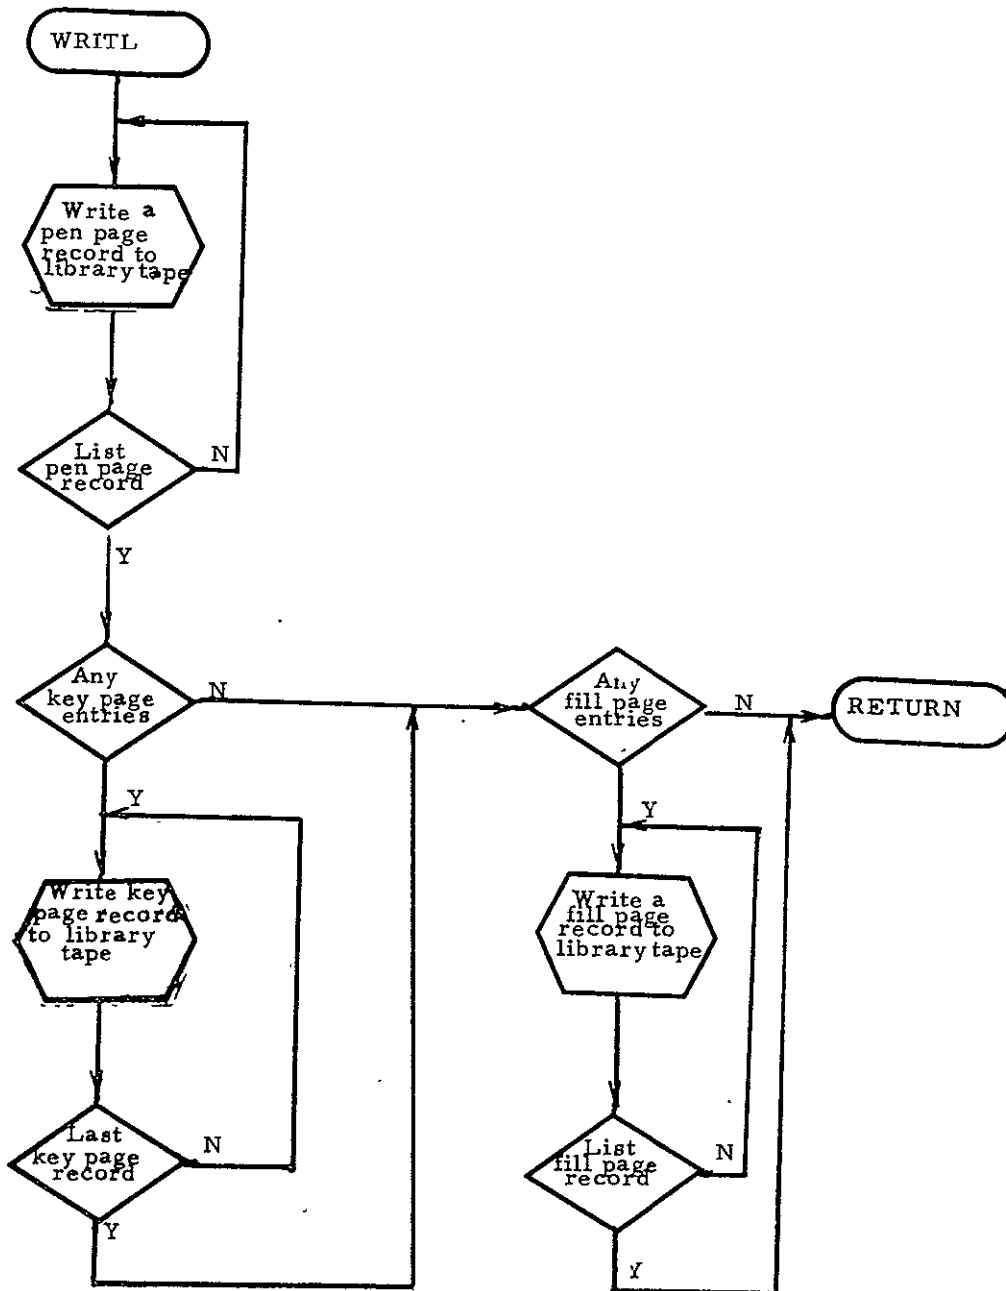 WRITL
Write a
pen page
record to
library tape
List
pen page
record
N
Y
Any
key page
entries
N
Any
fill page
entries
N
RETURN
Y
Write key
page record
to library
tape
Y
Write a
fill page
record to
library tape
Last
key page
record
N
Y
List
fill page
record
N
Y